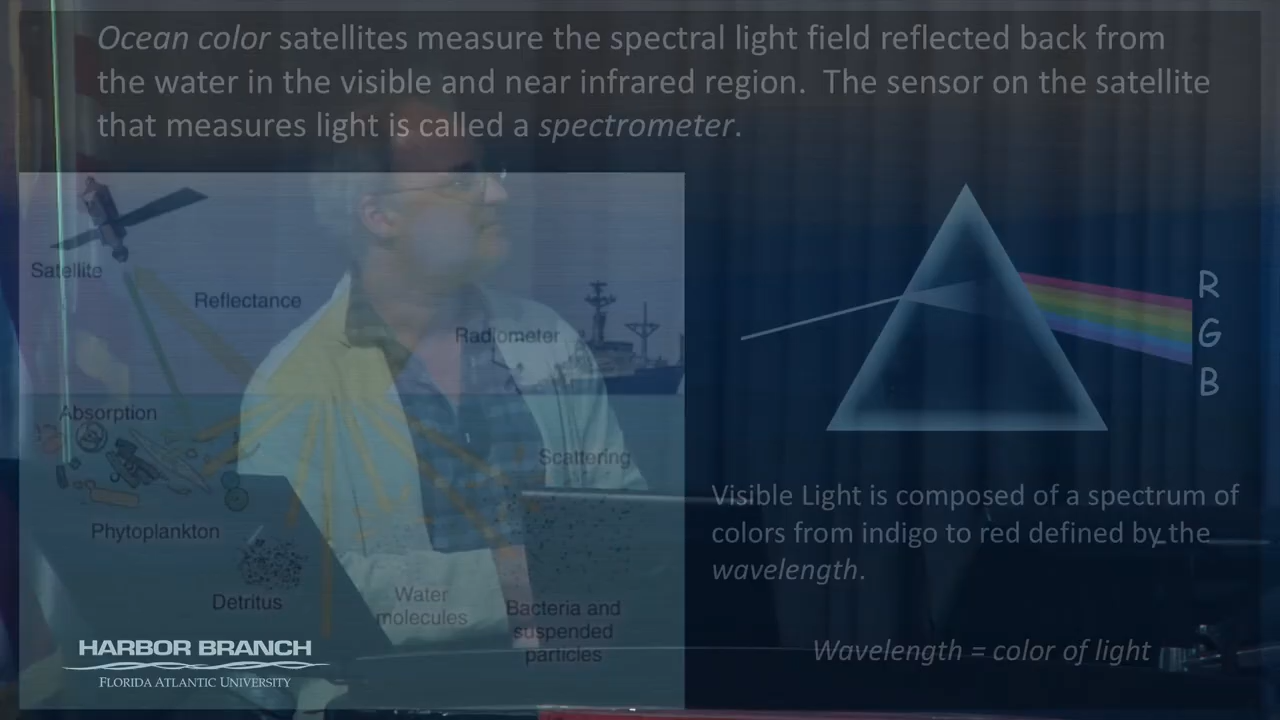 Ocean color satellites measure the spectral light field reflected back from
the water in the visible and near infrared region. The sensor on the satellite
that measures light is called a spectrometer.
Satellite
Reflectance
Radiometer
Absorption
Scattering
Phytoplankton
Detritus
Water
molecules
Bacteria and
suspended
particles
R
G
B
Visible Light is composed of a spectrum of
colors from indigo to red defined by the
wavelength.
Wavelength = color of light
HARBOR BRANCH
FLORIDA ATLANTIC UNIVERSITY